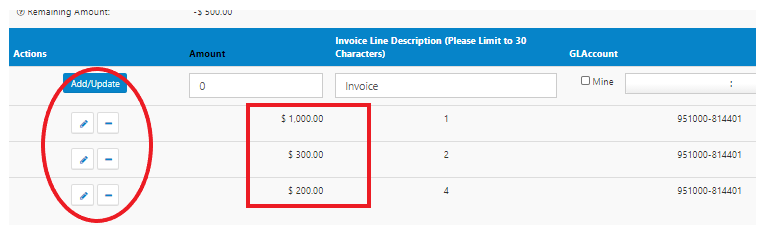 Remaining Amount: -$ 500.00
Actions Amount Invoice Line Description (Please Limit to 30 Characters) GLAccount
Add/Update 0 Invoice Mine :
$ 1,000.00 1 951000-814401
$ 300.00 2 951000-814401
$ 200.00 4 951000-814401